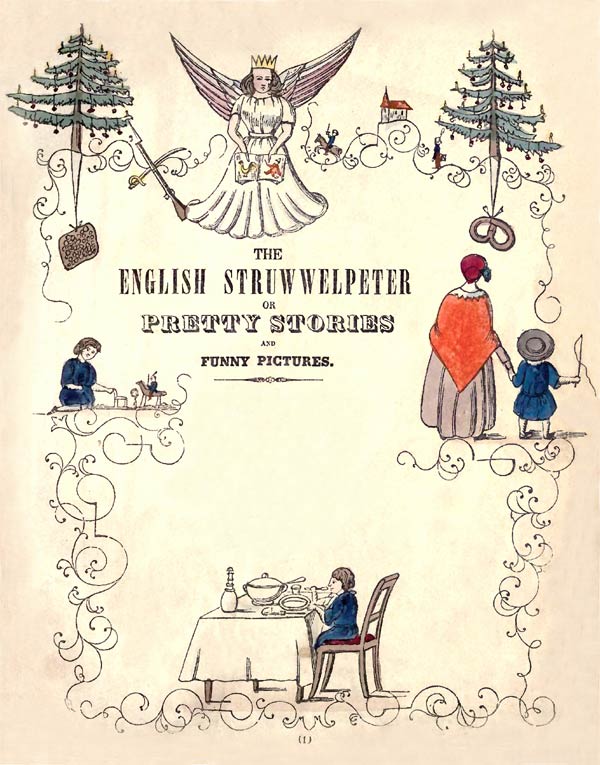 THE
ENGLISH STRUWWELPETER
OR
PRETTY STORIES
AND
FUNNY PICTURES.
(1)